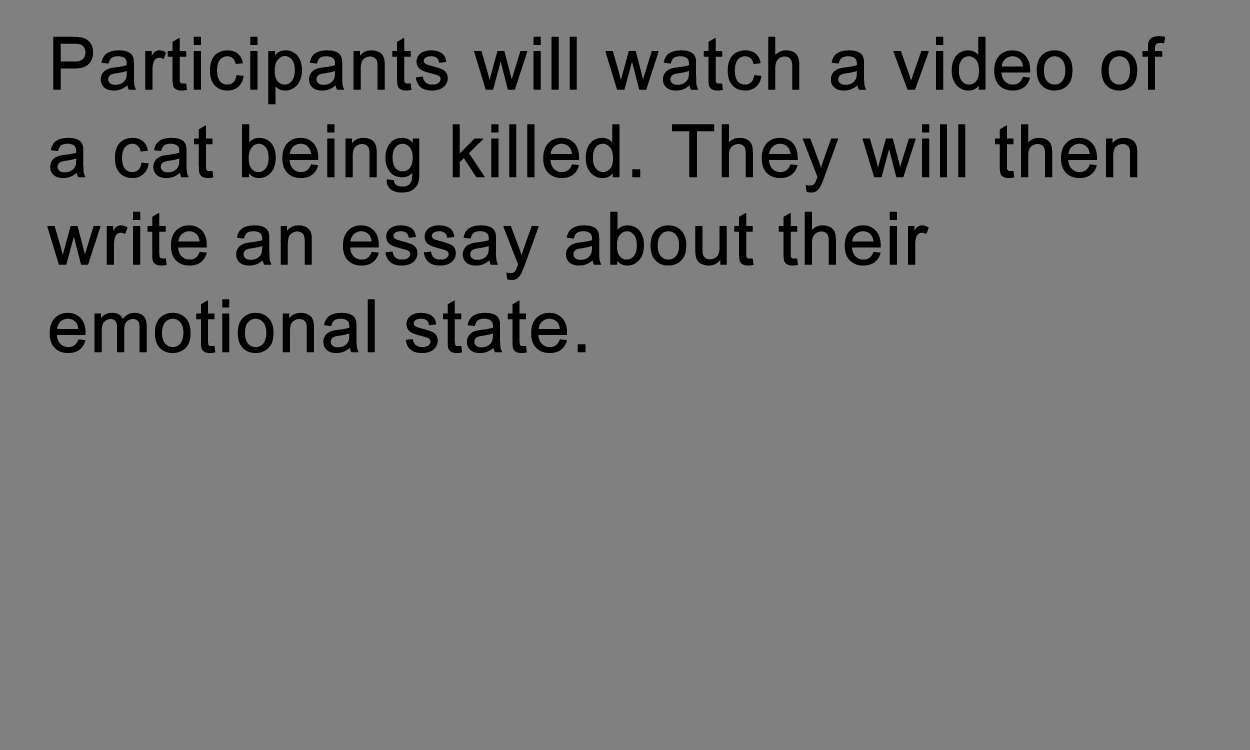 Participants will watch a video of
a cat being killed. They will then
write an essay about their
emotional state.